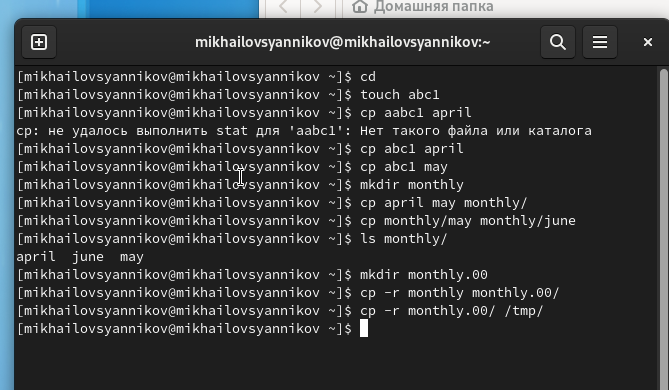 Домашняя папка
mikhailovsyannikov@mikhailovsyannikov:~
[mikhailovsyannikov@mikhailovsyannikov ~]$ cd
[mikhailovsyannikov@mikhailovsyannikov ~]$ touch abc1
[mikhailovsyannikov@mikhailovsyannikov ~]$ cp aabc1 april
cp: не удалось выполнить stat для 'aabc1': Нет такого файла или каталога
[mikhailovsyannikov@mikhailovsyannikov ~]$ cp abc1 april
[mikhailovsyannikov@mikhailovsyannikov ~]$ cp abc1 may
[mikhailovsyannikov@mikhailovsyannikov ~]$ mkdir monthly
[mikhailovsyannikov@mikhailovsyannikov ~]$ cp april may monthly/
[mikhailovsyannikov@mikhailovsyannikov ~]$ cp monthly/may monthly/june
[mikhailovsyannikov@mikhailovsyannikov ~]$ ls monthly/
april  june  may
[mikhailovsyannikov@mikhailovsyannikov ~]$ mkdir monthly.00
[mikhailovsyannikov@mikhailovsyannikov ~]$ cp -r monthly monthly.00/
[mikhailovsyannikov@mikhailovsyannikov ~]$ cp -r monthly.00/ /tmp/
[mikhailovsyannikov@mikhailovsyannikov ~]$